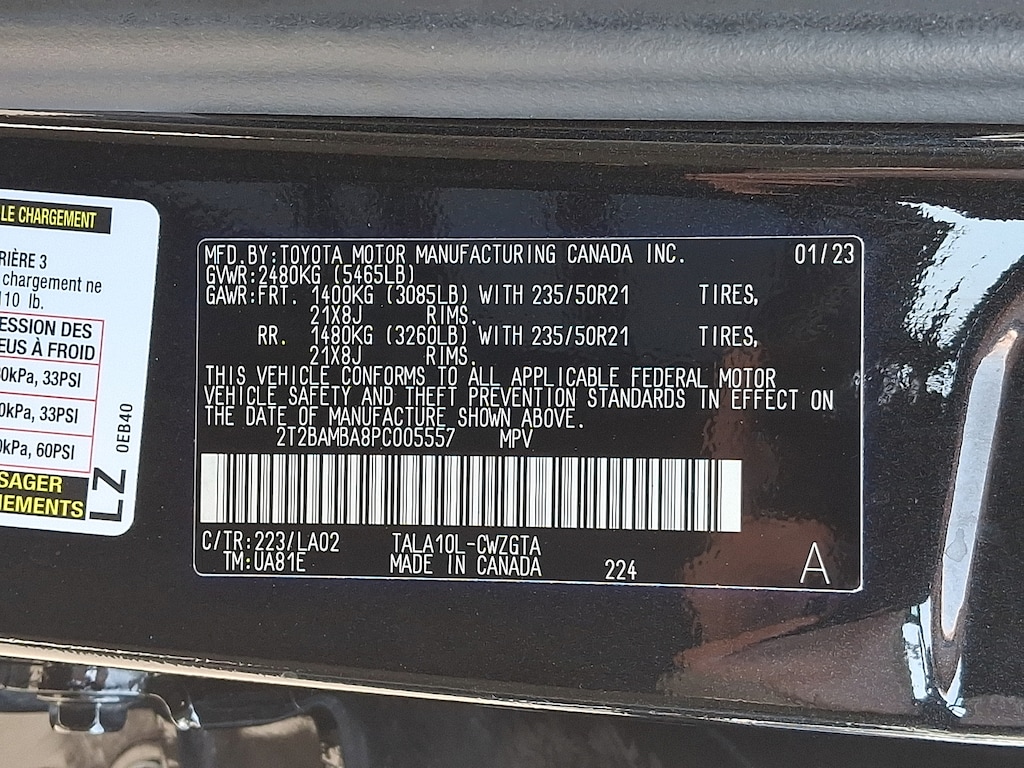 LE CHARGEMENT
RIÈRE 3
chargement ne
110 lb.
ESSION DES
EUS À FROID
0kPa, 33PSI
0kPa, 33PSI
0kPa, 60PSI
SAGER
EMENTS
LZ 0EB40
MFD.BY:TOYOTA MOTOR MANUFACTURING CANADA INC. 01/23
GVWR:2480KG (5465LB)
GAWR:FRT. 1400KG (3085LB) WITH 235/50R21 TIRES,
21X8J RIMS.
RR. 1480KG (3260LB) WITH 235/50R21 TIRES,
21X8J RIMS.
THIS VEHICLE CONFORMS TO ALL APPLICABLE FEDERAL MOTOR
VEHICLE SAFETY AND THEFT PREVENTION STANDARDS IN EFFECT ON
THE DATE OF MANUFACTURE SHOWN ABOVE.
2T2BAMBA8PC005557 MPV
C/TR:223/LA02 TALA10L-CWZGTA
TM:UA81E MADE IN CANADA 224 A